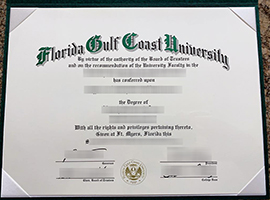 Florida Gulf Coast University
By virtue of the authority of the Board of Trustees
and on the recommendation of the University Faculty in the
has conferred upon
the Degree of
With all the rights and privileges pertaining thereto.
Given at Ft. Myers, Florida this